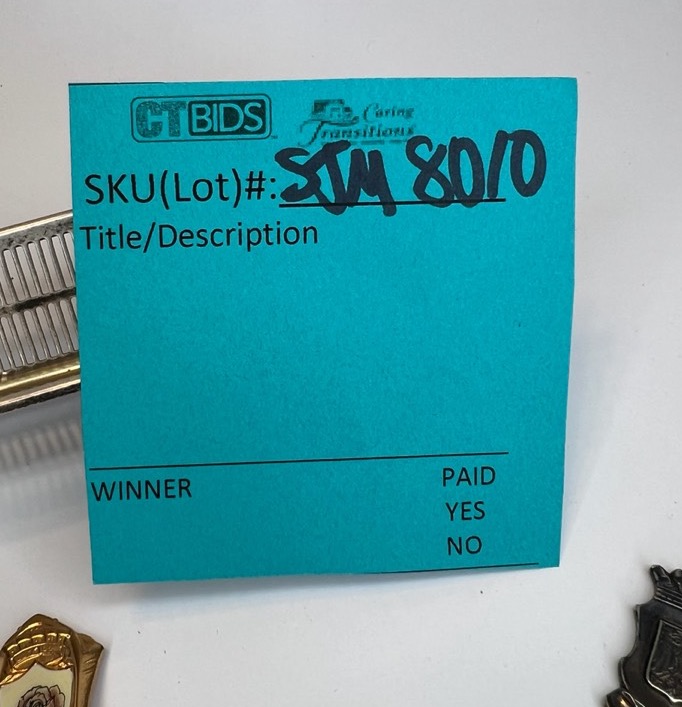 CTBIDS Caring Transitions
SKU(Lot)#: SJM 8010
Title/Description
WINNER PAID
YES
NO